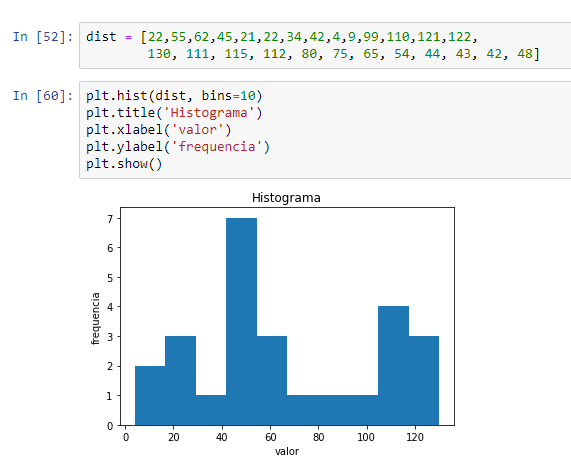 In [52]: dist = [22,55,62,45,21,22,34,42,4,9,99,110,121,122,
130, 111, 115, 112, 80, 75, 65, 54, 44, 43, 42, 48]
In [60]: plt.hist(dist, bins=10)
plt.title('Histograma')
plt.xlabel('valor')
plt.ylabel('frequencia')
plt.show()
Histograma
7
6
5
4
3
2
1
0
frequencia
0 20 40 60 80 100 120
valor